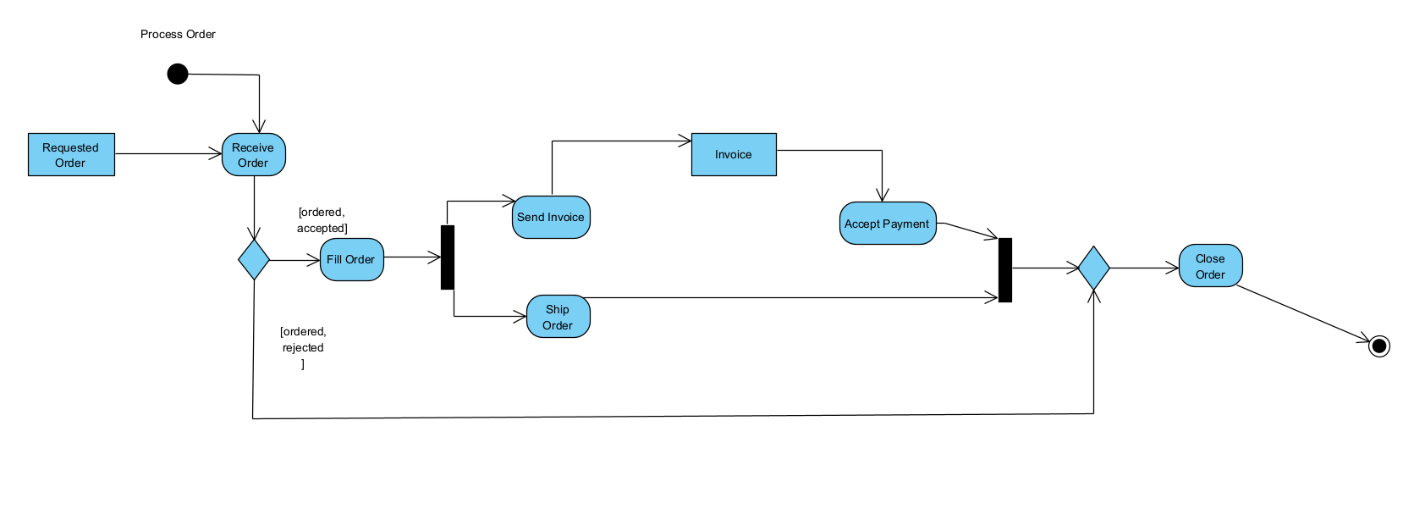 Process Order
Requested
Order
Receive
Order
[ordered,
accepted]
Fill Order
[ordered,
rejected
]
Send Invoice
Ship
Order
Invoice
Accept Payment
Close
Order